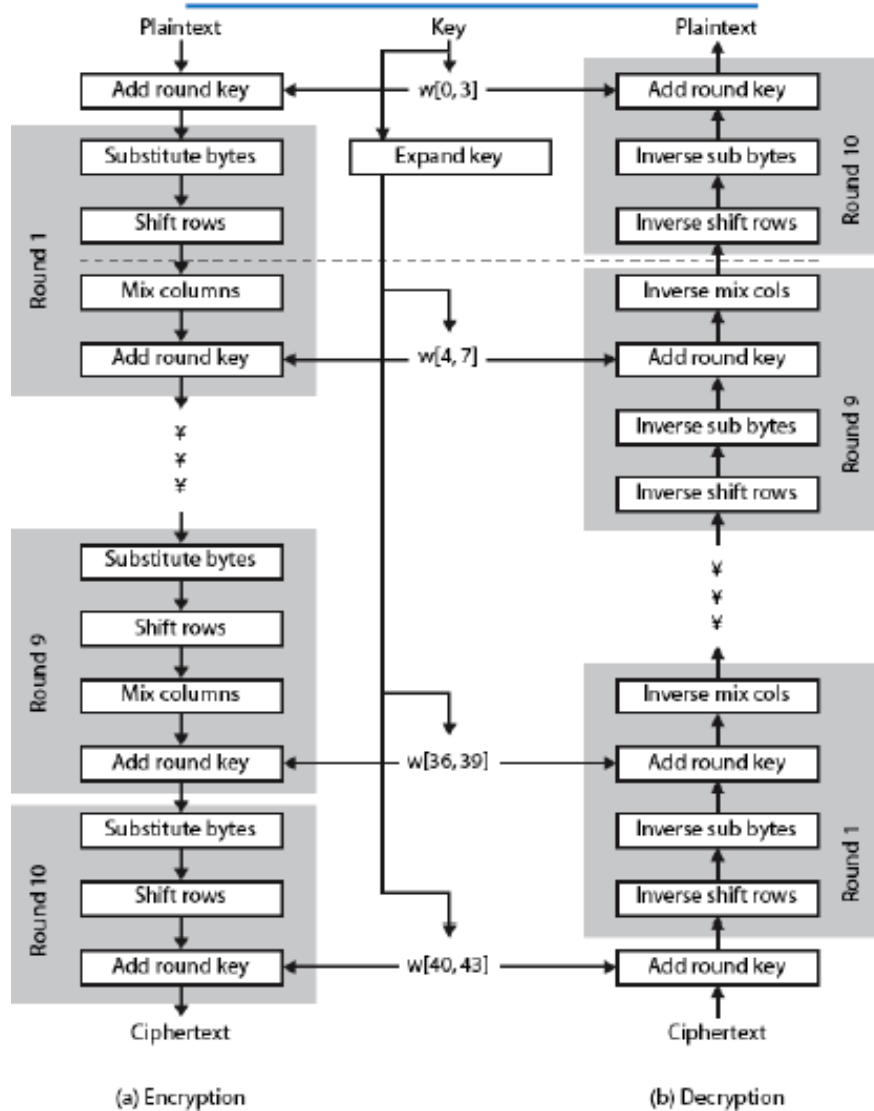 Plaintext
Key
Plaintext
Add round key
w[0, 3]
Add round key
Substitute bytes
Expand key
Inverse sub bytes
Shift rows
Inverse shift rows
Round 1
Round 10
Mix columns
Inverse mix cols
Add round key
w[4, 7]
Add round key
Inverse sub bytes
Inverse shift rows
Round 9
¥
¥
¥
Substitute bytes
Shift rows
Mix columns
Round 9
¥
¥
¥
Inverse mix cols
Add round key
w[36, 39]
Add round key
Substitute bytes
Inverse sub bytes
Shift rows
Inverse shift rows
Round 10
Round 1
Add round key
w[40, 43]
Add round key
Ciphertext
Ciphertext
(a) Encryption
(b) Decryption